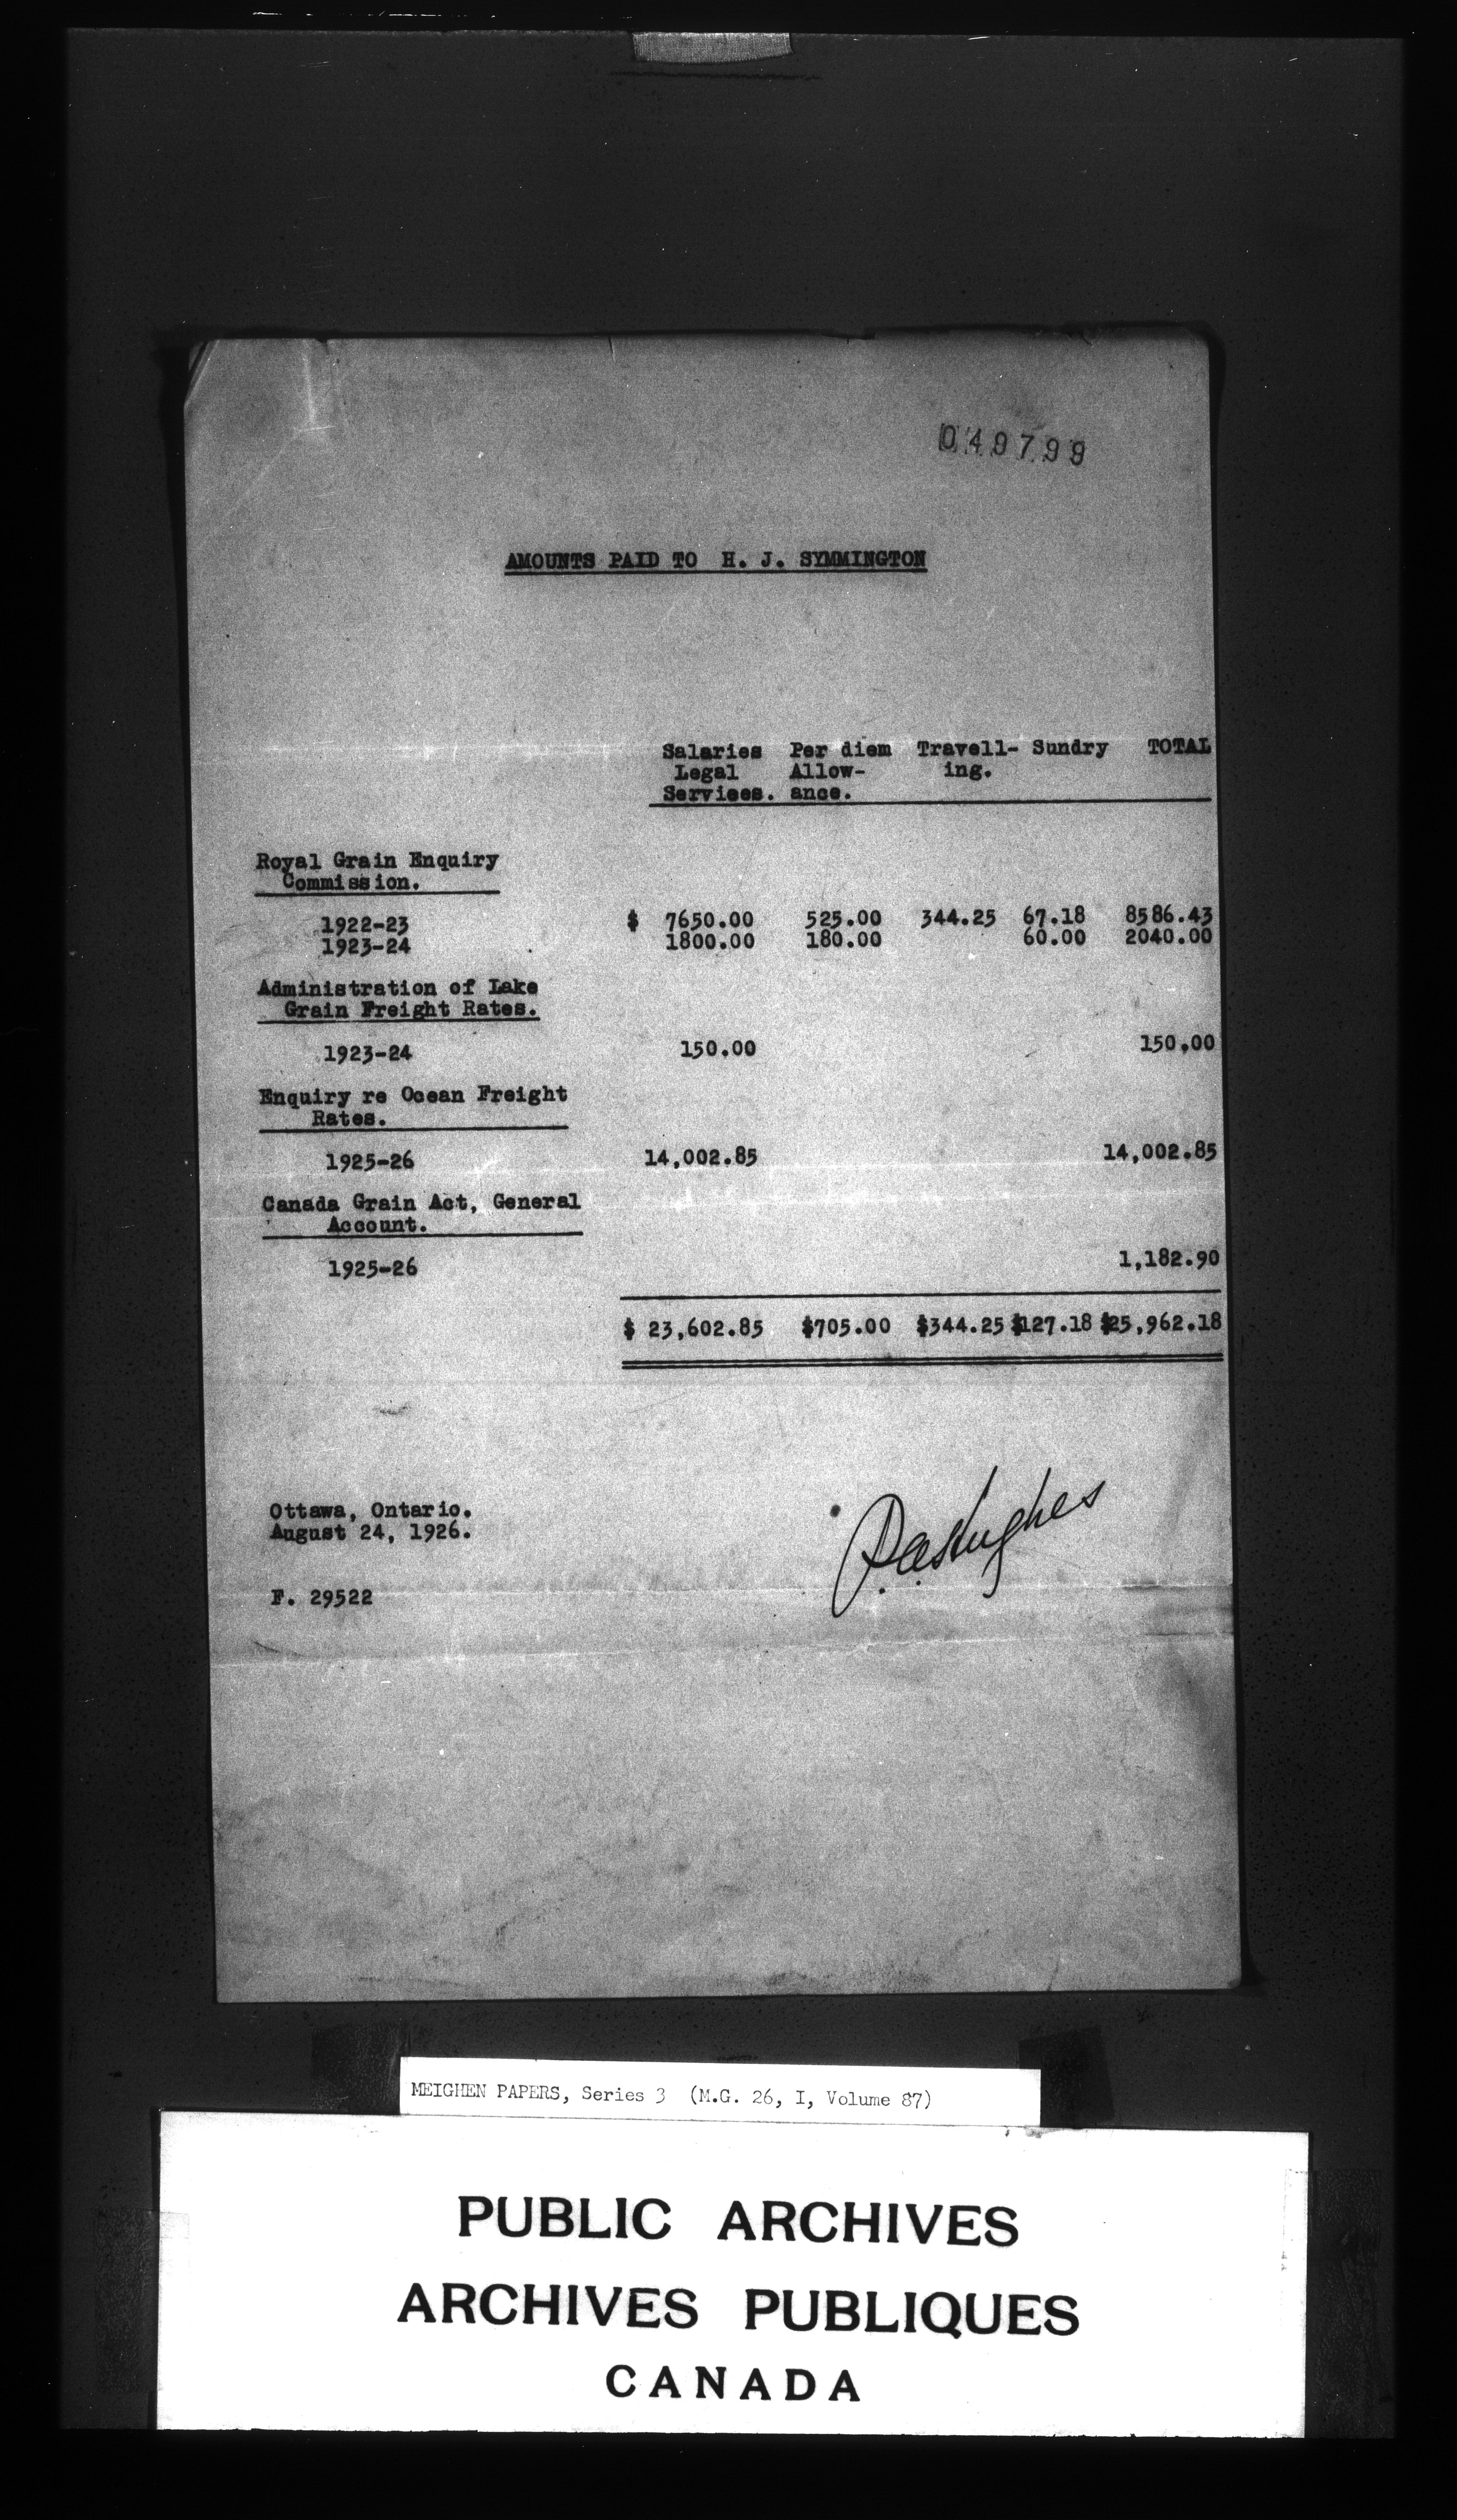 049799
AMOUNTS PAID TO H. J. SYMMINGTON
Salaries Per diem Travell- Sundry TOTAL
Legal Allow- ing.
Services. ance.
Royal Grain Enquiry
Commission.
1922-23 $ 7650.00 525.00 344.25 67.18 8586.43
1923-24 1800.00 180.00 60.00 2040.00
Administration of Lake
Grain Freight Rates.
1923-24 150.00 150.00
Enquiry re Ocean Freight
Rates.
1925-26 14,002.85 14,002.85
Canada Grain Act, General
Account.
1925-26 1,182.90
$ 23,602.85 $705.00 $344.25 $127.18 $25,962.18
Ottawa, Ontario.
August 24, 1926.
F. 29522
MEIGHEN PAPERS, Series 3 (M.G. 26, I, Volume 87)
PUBLIC ARCHIVES
ARCHIVES PUBLIQUES
CANADA